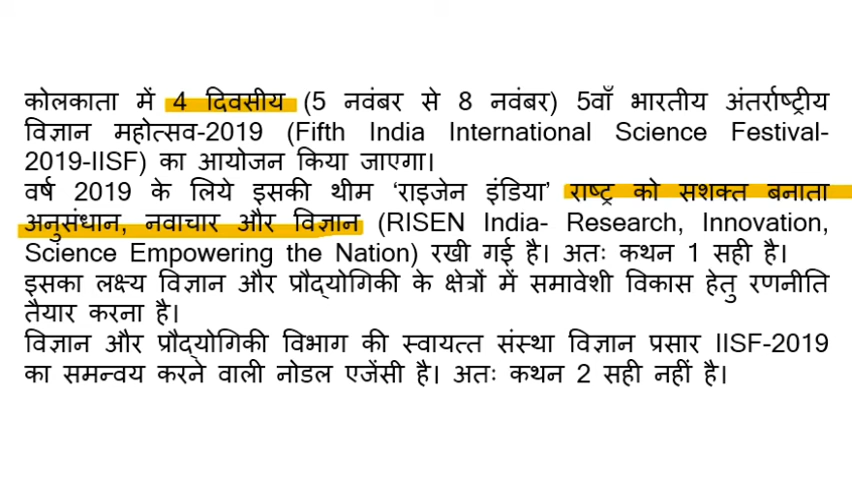 कोलकाता में 4 दिवसीय (5 नवंबर से 8 नवंबर) 5वाँ भारतीय अंतर्राष्ट्रीय
विज्ञान महोत्सव-2019 (Fifth India International Science Festival-
2019-IISF) का आयोजन किया जाएगा।
वर्ष 2019 के लिये इसकी थीम ‘राइजेन इंडिया’ राष्ट्र को सशक्त बनाता
अनुसंधान, नवाचार और विज्ञान (RISEN India- Research, Innovation,
Science Empowering the Nation) रखी गई है। अतः कथन 1 सही है।
इसका लक्ष्य विज्ञान और प्रौद्योगिकी के क्षेत्रों में समावेशी विकास हेतु रणनीति
तैयार करना है।
विज्ञान और प्रौद्योगिकी विभाग की स्वायत्त संस्था विज्ञान प्रसार IISF-2019
का समन्वय करने वाली नोडल एजेंसी है। अतः कथन 2 सही नहीं है।